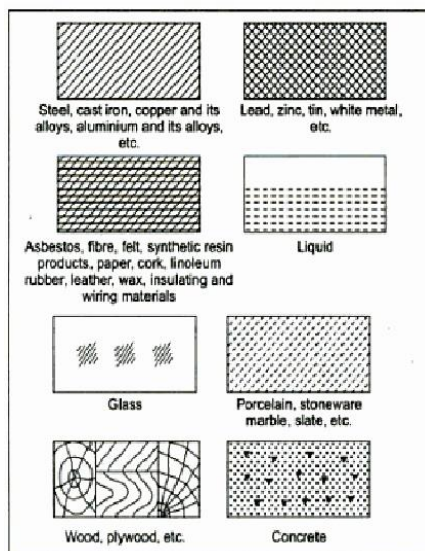 Steel, cast iron, copper and its
alloys, aluminium and its alloys,
etc.
Lead, zinc, tin, white metal,
etc.
Asbestos, fibre, felt, synthetic resin
products, paper, cork, linoleum
rubber, leather, wax, insulating and
wiring materials
Liquid
Glass
Porcelain, stoneware
marble, slate, etc.
Wood, plywood, etc.
Concrete